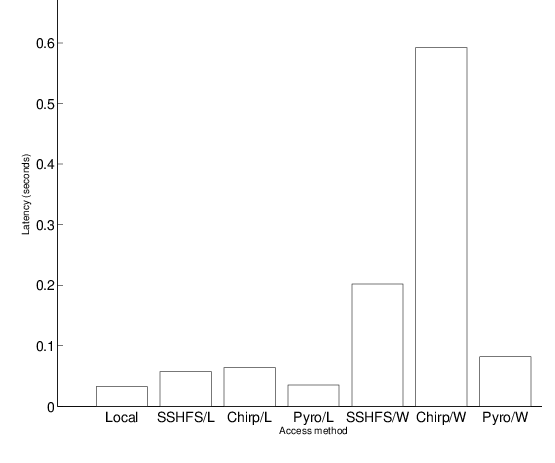 0.6
0.5
0.4
0.3
0.2
0.1
0
Latency (seconds)
Local SSHFS/L Chirp/L Pyro/L SSHFS/W Chirp/W Pyro/W
Access method